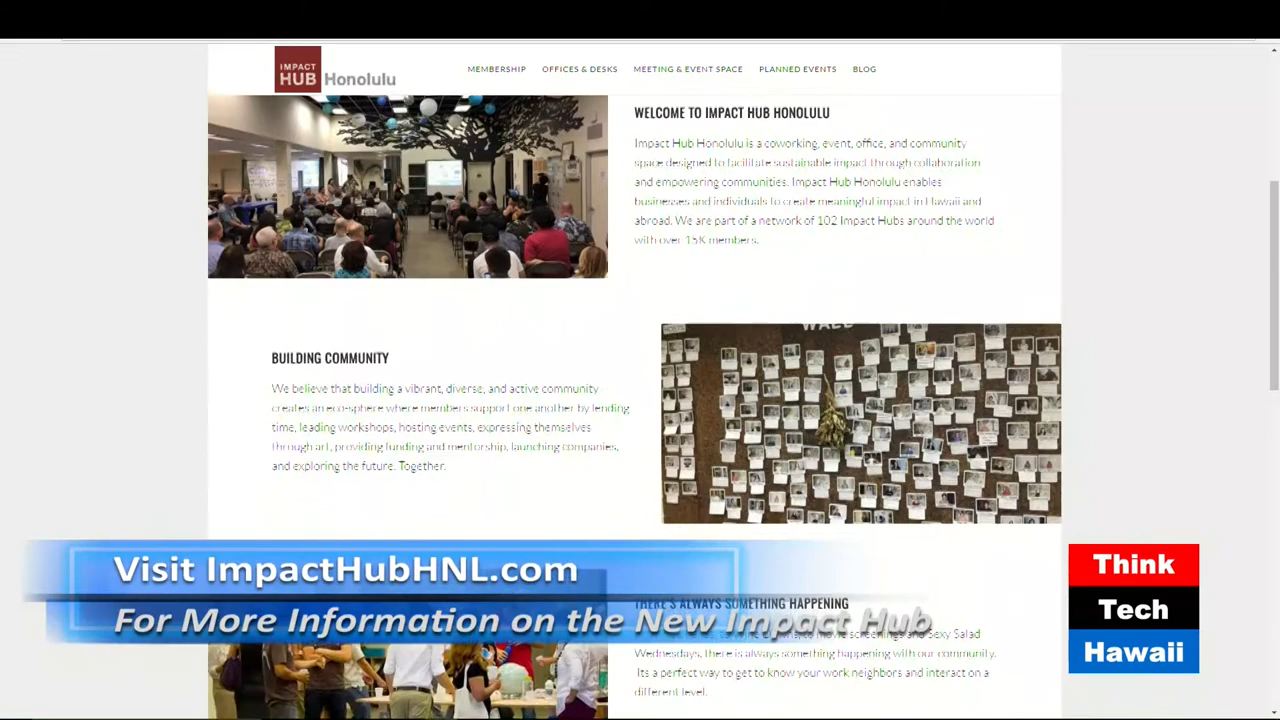 IMPACT
HUB Honolulu
MEMBERSHIP OFFICES & DESKS MEETING & EVENT SPACE PLANNED EVENTS BLOG
WELCOME TO IMPACT HUB HONOLULU
Impact Hub Honolulu is a coworking, event, office, and community
space designed to facilitate sustainable impact through collaboration
and empowering communities. Impact Hub Honolulu enables
businesses and individuals to create meaningful impact in Hawaii and
abroad. We are part of a network of 102 Impact Hubs around the world
with over 15K members.
WALL
BUILDING COMMUNITY
We believe that building a vibrant, diverse, and active community
creates an eco-sphere where members support one another by lending
time, leading workshops, hosting events, expressing themselves
through art, providing funding and mentorship, launching companies,
and exploring the future. Together.
Visit ImpactHubHNL.com
For More Information on the New Impact Hub
Think
Tech
Hawaii
THERE'S ALWAYS SOMETHING HAPPENING
movie screenings and Sexy Salad
Wednesdays, there is always something happening with our community.
Its a perfect way to get to know your work neighbors and interact on a
different level.